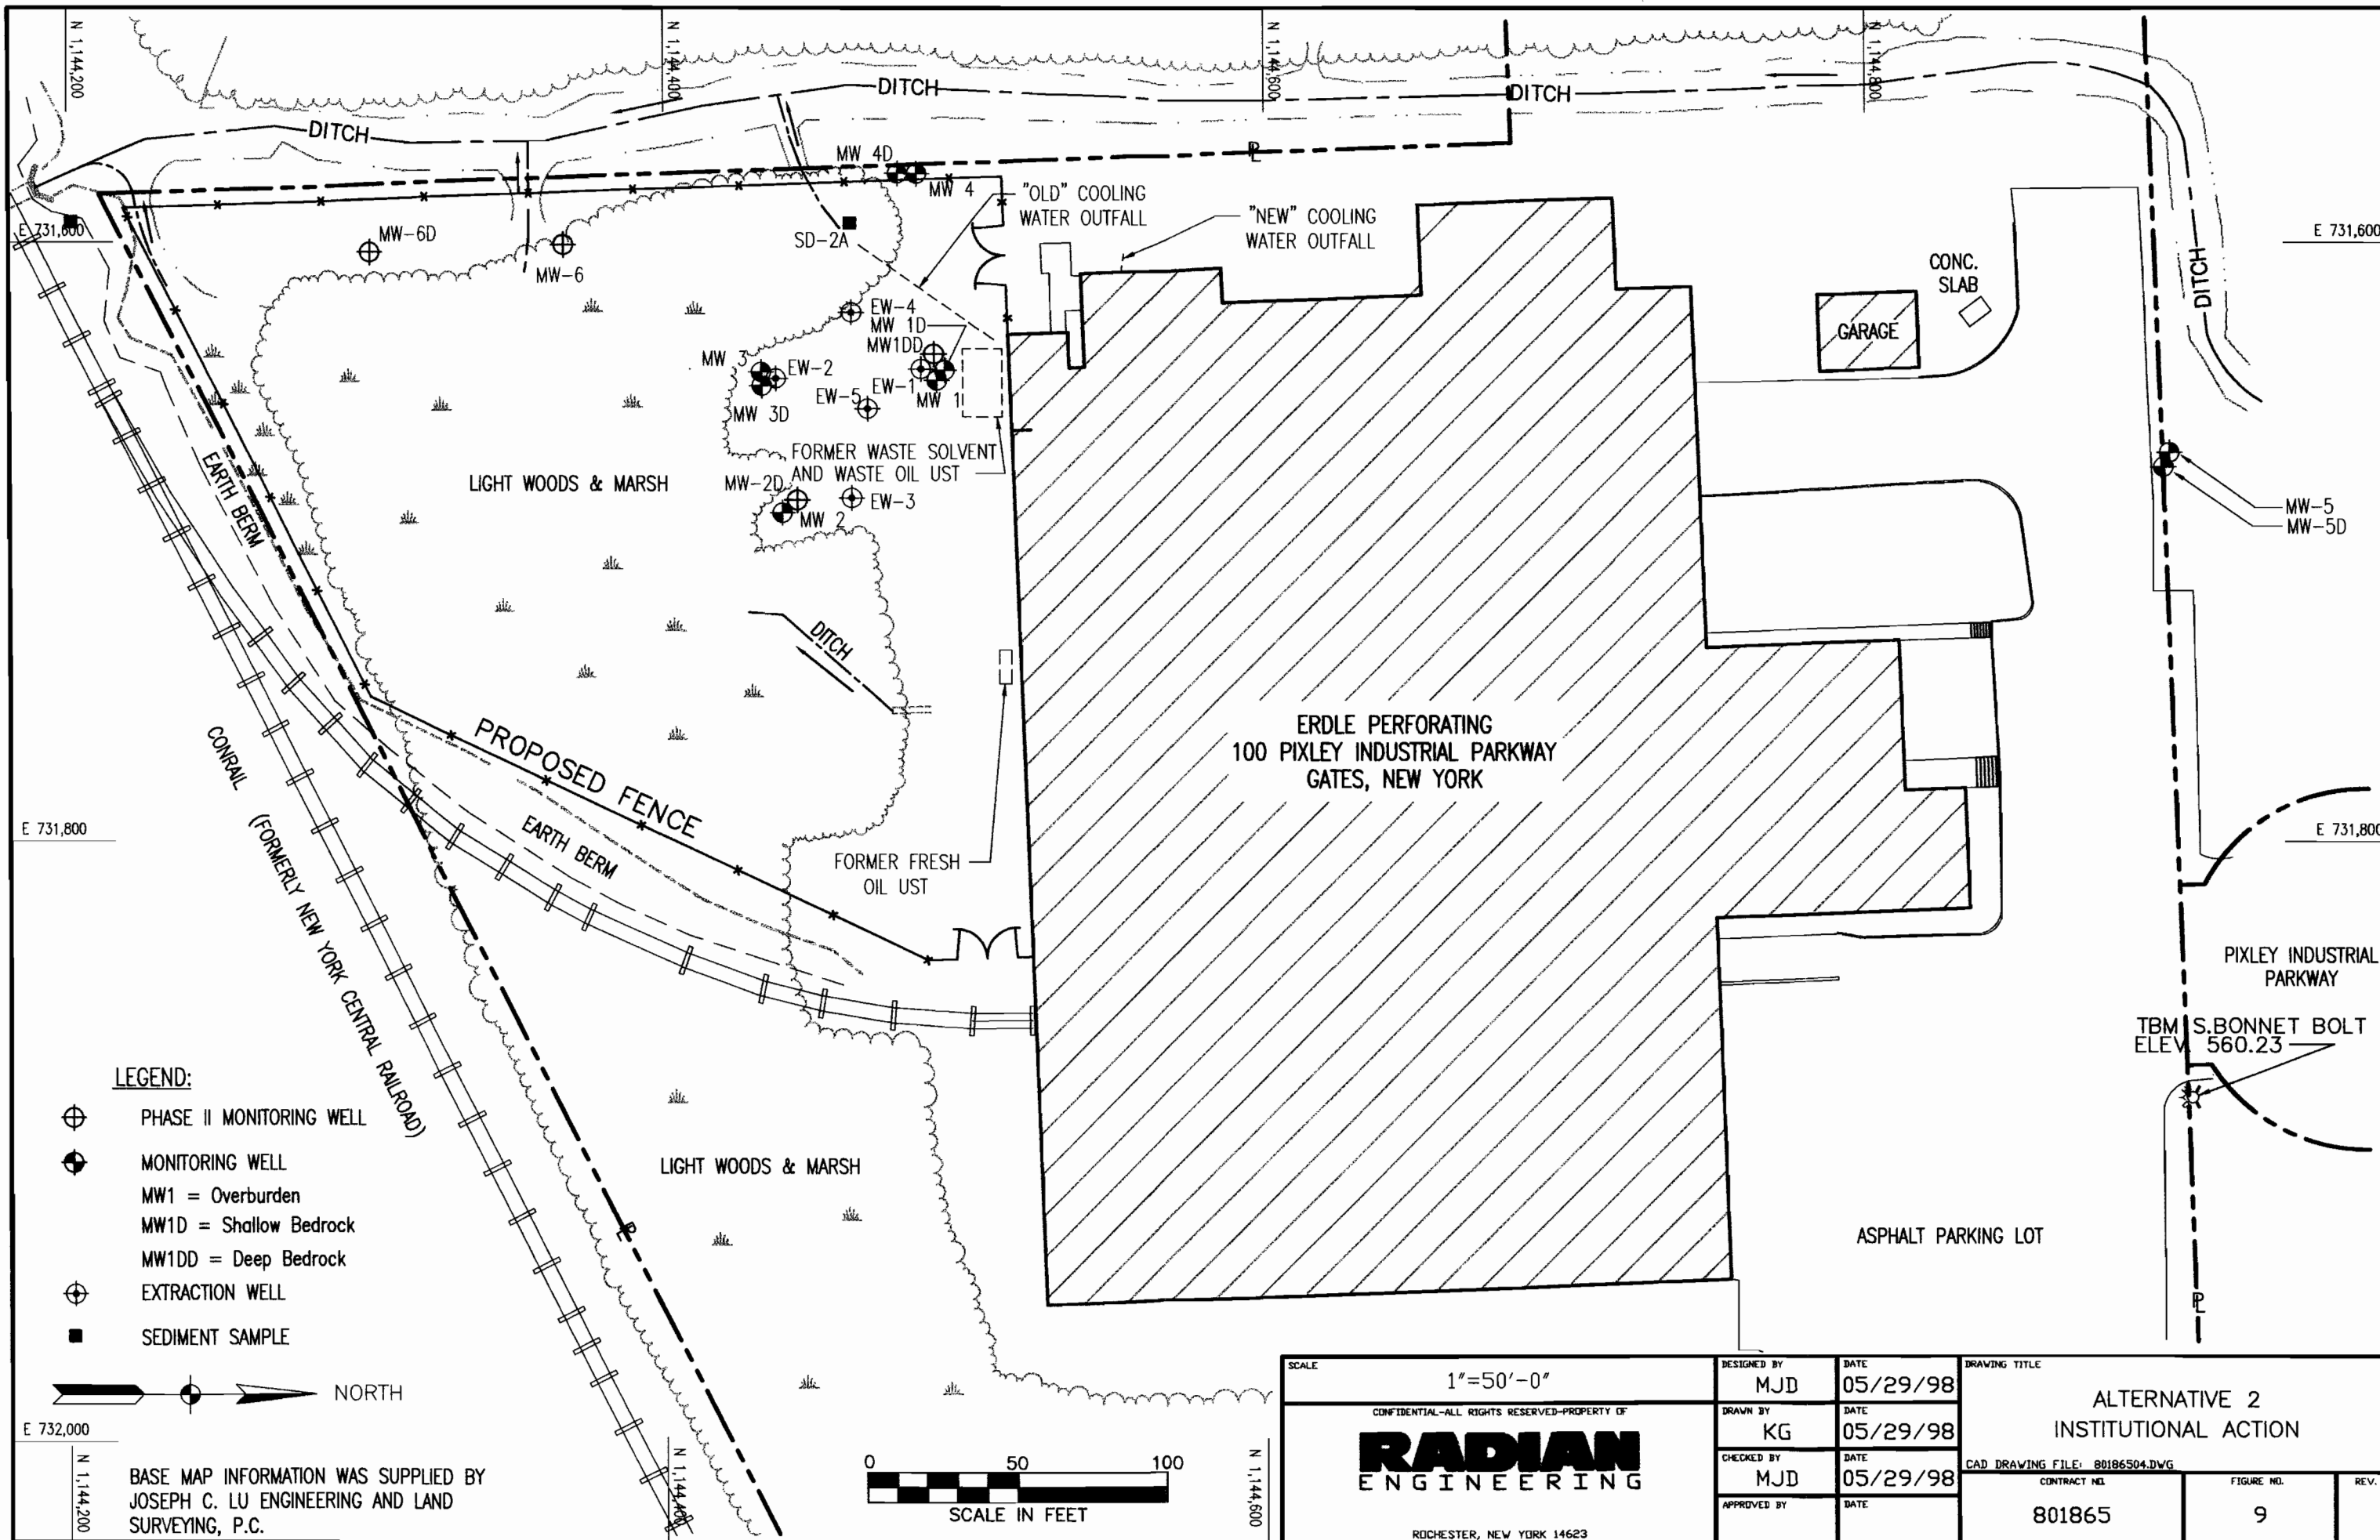 N 1,144,200
N 1,144,400
N 1,144,600
N 1,144,800
DITCH
DITCH
DITCH
MW 4D
MW 4
"OLD" COOLING
WATER OUTFALL
"NEW" COOLING
WATER OUTFALL
E 731,600
E 731,600
MW-6D
MW-6
SD-2A
CONC.
SLAB
DITCH
GARAGE
EW-4
MW 1D
MW1DD
MW 3
EW-2
EW-1
EW-5
MW 1
MW 3D
FORMER WASTE SOLVENT
AND WASTE OIL UST
EARTH BERM
LIGHT WOODS & MARSH
MW-2D
EW-3
MW 2
MW-5
MW-5D
DITCH
PROPOSED FENCE
ERDLE PERFORATING
100 PIXLEY INDUSTRIAL PARKWAY
GATES, NEW YORK
CONRAIL (FORMERLY NEW YORK CENTRAL RAILROAD)
E 731,800
E 731,800
EARTH BERM
FORMER FRESH
OIL UST
PIXLEY INDUSTRIAL
PARKWAY
TBM S.BONNET BOLT
ELEV. 560.23
LIGHT WOODS & MARSH
ASPHALT PARKING LOT
LEGEND:
PHASE II MONITORING WELL
MONITORING WELL
MW1 = Overburden
MW1D = Shallow Bedrock
MW1DD = Deep Bedrock
EXTRACTION WELL
SEDIMENT SAMPLE
NORTH
E 732,000
N 1,144,200
N 1,144,400
N 1,144,600
BASE MAP INFORMATION WAS SUPPLIED BY
JOSEPH C. LU ENGINEERING AND LAND
SURVEYING, P.C.
0 50 100
SCALE IN FEET
SCALE
1"=50'-0"
CONFIDENTIAL-ALL RIGHTS RESERVED-PROPERTY OF
RADIAN
ENGINEERING
ROCHESTER, NEW YORK 14623
DESIGNED BY
MJD
DATE
05/29/98
DRAWN BY
KG
DATE
05/29/98
CHECKED BY
MJD
DATE
05/29/98
APPROVED BY
DATE
DRAWING TITLE
ALTERNATIVE 2
INSTITUTIONAL ACTION
CAD DRAWING FILE: 80186504.DWG
CONTRACT NO.
801865
FIGURE NO.
9
REV.